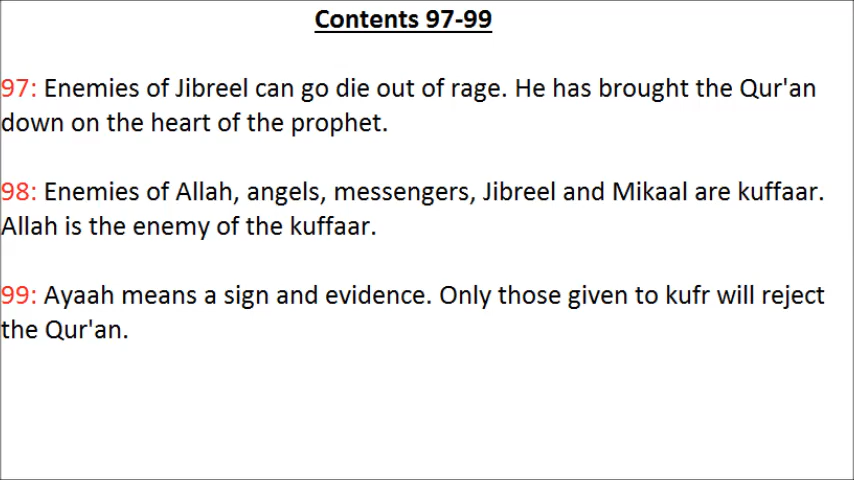 Contents 97-99
97: Enemies of Jibreel can go die out of rage. He has brought the Qur'an
down on the heart of the prophet.
98: Enemies of Allah, angels, messengers, Jibreel and Mikaal are kuffaar.
Allah is the enemy of the kuffaar.
99: Ayaah means a sign and evidence. Only those given to kufr will reject
the Qur'an.